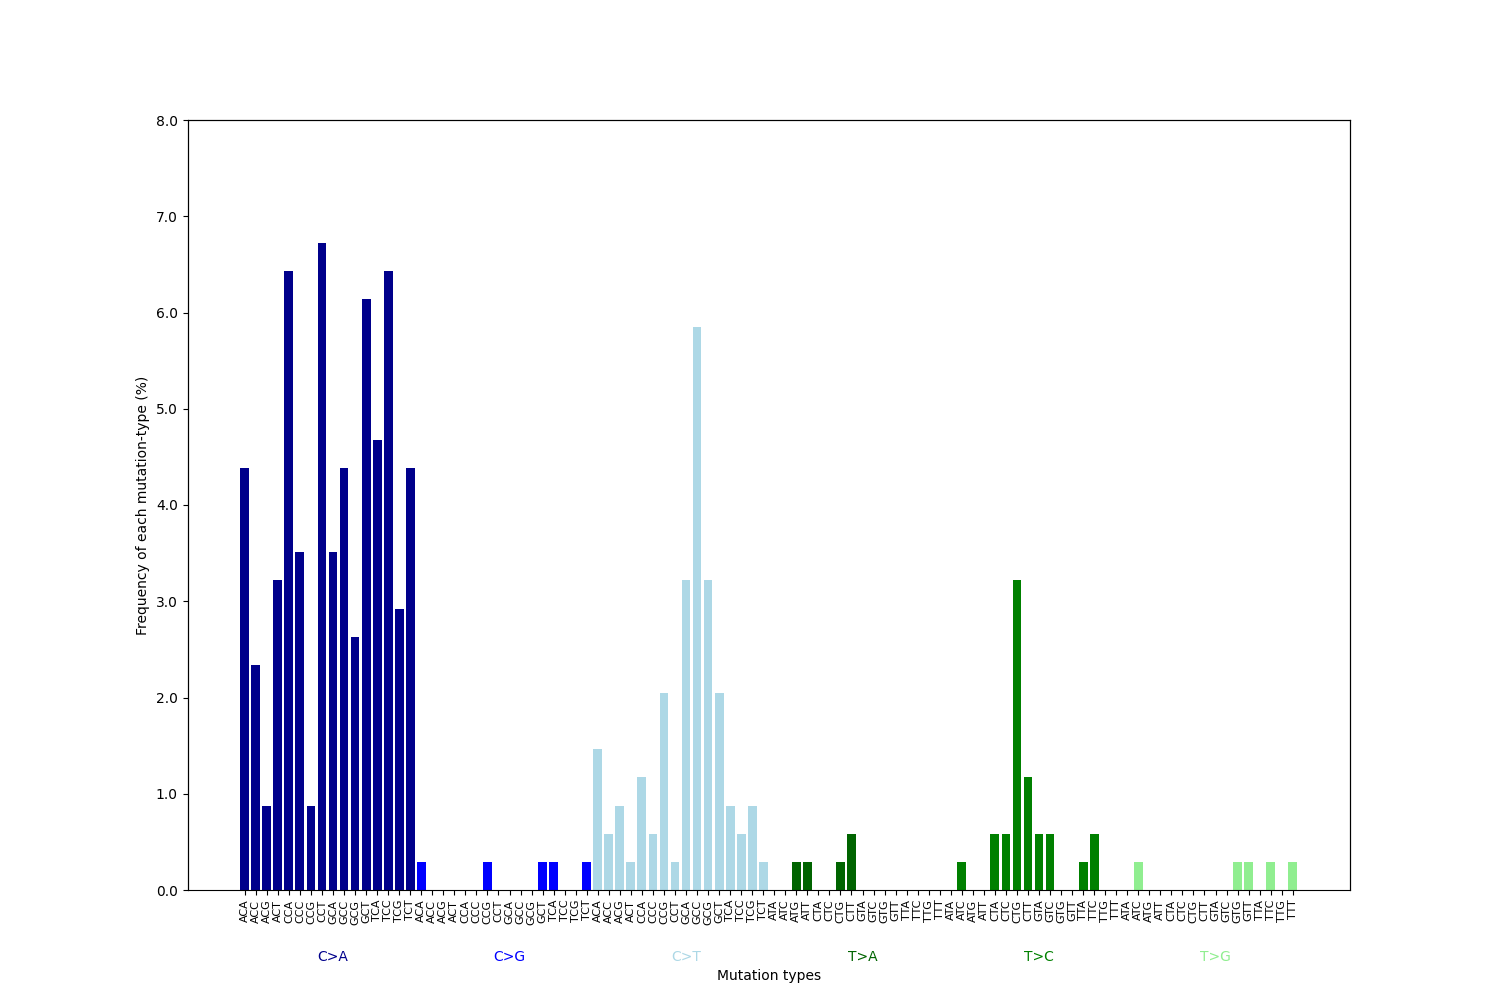 8.0
7.0
6.0
5.0
4.0
3.0
2.0
1.0
0.0
Frequency of each mutation-type (%)
ACA ACC ACG ACT CCA CCC CCG CCT GCA GCC GCG GCT TCA TCC TCG TCT ACA ACC ACG ACT CCA CCC CCG CCT GCA GCC GCG GCT TCA TCC TCG TCT ACA ACC ACG ACT CCA CCC CCG CCT GCA GCC GCG GCT TCA TCC TCG TCT ATA ATC ATG ATT CTA CTC CTG CTT GTA GTC GTG GTT TTA TTC TTG TTT ATA ATC ATG ATT CTA CTC CTG CTT GTA GTC GTG GTT TTA TTC TTG TTT ATA ATC ATG ATT CTA CTC CTG CTT GTA GTC GTG GTT TTA TTC TTG TTT
C>A C>G C>T T>A T>C T>G
Mutation types